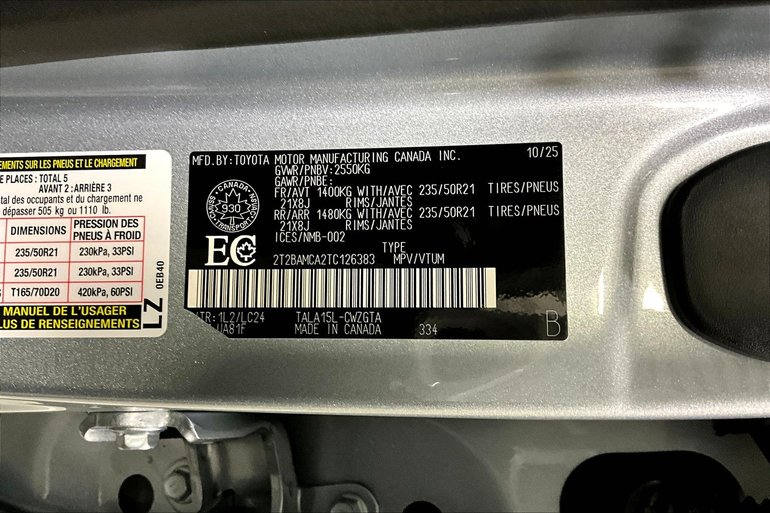 EMENTS SUR LES PNEUS ET LE CHARGEMENT
RE PLACES : TOTAL 5
AVANT 2 : ARRIÈRE 3
tal des occupants et du chargement ne
dépasser 505 kg ou 1110 lb.
DIMENSIONS PRESSION DES PNEUS À FROID
235/50R21 230kPa, 33PSI
235/50R21 230kPa, 33PSI
T165/70D20 420kPa, 60PSI
MANUEL DE L'USAGER
PLUS DE RENSEIGNEMENTS
LZ 0EB40
MFD.BY:TOYOTA MOTOR MANUFACTURING CANADA INC. 10/25
GVWR/PNBV:2550KG
GAWR/PNBE:
FR/AVT 1400KG WITH/AVEC 235/50R21 TIRES/PNEUS
21X8J RIMS/JANTES
RR/ARR 1480KG WITH/AVEC 235/50R21 TIRES/PNEUS
21X8J RIMS/JANTES
ICES/NMB-002
TYPE
2T2BAMCA2TC126383 MPV/VTUM
CANADA
930
TRANSPORT
EC
/TR:1L2/LC24 TALA15L-CWZGTA
UA81F MADE IN CANADA 334 B